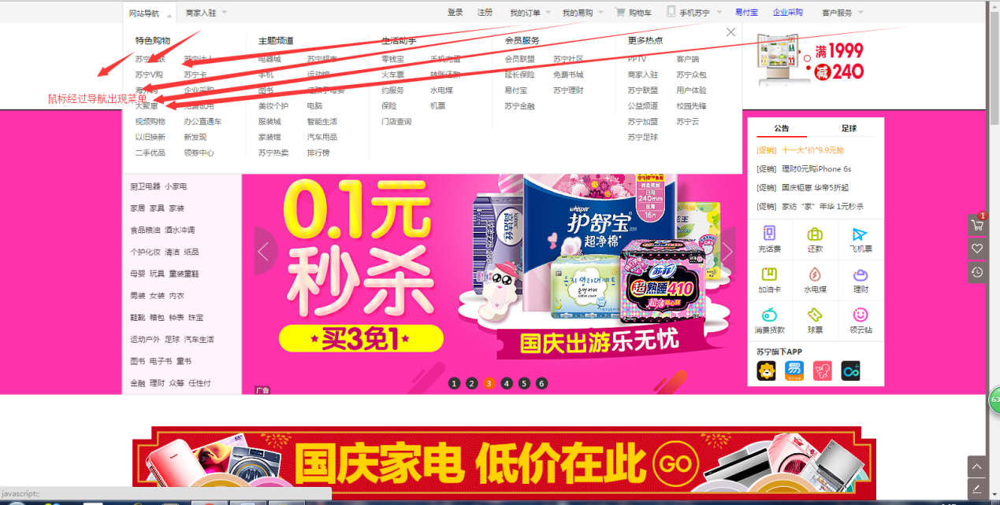 网站导航 商家入驻 登录 注册 我的订单 我的易购 购物车 手机苏宁 易付宝 企业采购 客户服务
特色购物 主题频道 生活助手 会员服务 更多热点
电器城 苏宁超市 零钱宝 手机充值 会员联盟 苏宁社区 PPTV 客户端
苏宁V购 苏宁卡 手机 运动馆 火车票 转账还款 延长保险 免费书城 商家入驻 苏宁众包
企业采购 图书 约服务 水电煤 易付宝 苏宁理财 苏宁联盟 用户体验
大聚惠 免费试用 美妆个护 电脑 保险 机票 苏宁金融 公益频道 校园先锋
视频购物 办公直通车 服装城 智能生活 门店查询 苏宁加盟 苏宁云
以旧换新 新发现 家装馆 汽车用品 苏宁足球
二手优品 领券中心 苏宁热卖 排行榜
鼠标经过导航出现菜单
满1999
减240
厨卫电器 小家电
家居 家具 家装
食品粮油 酒水冲调
个护化妆 清洁 纸品
母婴 玩具 童装童鞋
男装 女装 内衣
鞋靴 箱包 钟表 珠宝
运动户外 足球 汽车生活
图书 电子书 童书
金融 理财 众筹 任性付
0.1元
秒杀
买3免1
whisper
护舒宝
超净棉
日用
240mm
16片
苏菲
超熟睡410
国庆出游乐无忧
广告
1 2 3 4 5 6
公告 足球
[促销] 十一大"价"9.9元抢
[促销] 理财0元购iPhone 6s
[促销] 国庆钜惠 华帝5折起
[促销] 家纺“家”年华 1元秒杀
充话费 还款 飞机票
加油卡 水电煤 理财
消费贷款 球票 领云钻
苏宁旗下APP
易
1
63
国庆家电 低价在此 GO
javascript:;